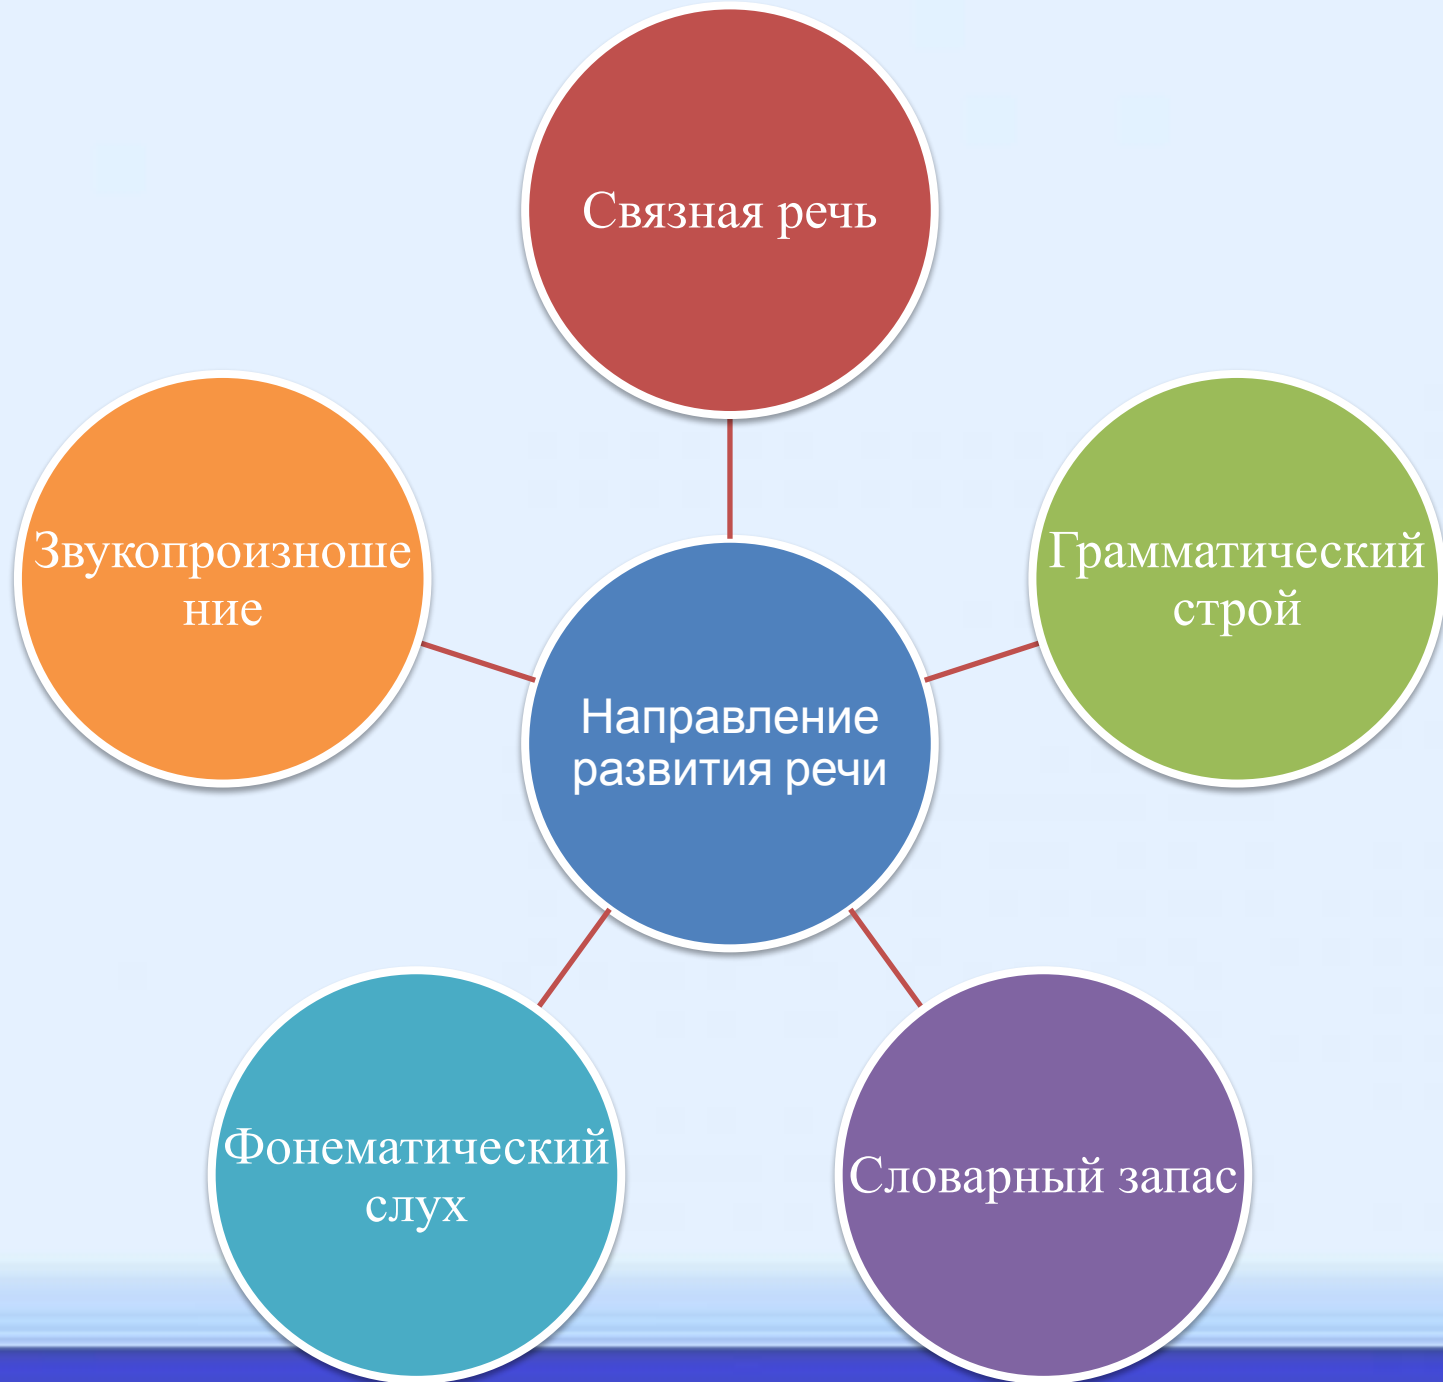 Связная речь
Звукопроизноше
ние
Грамматический
строй
Направление
развития речи
Фонематический
слух
Словарный запас